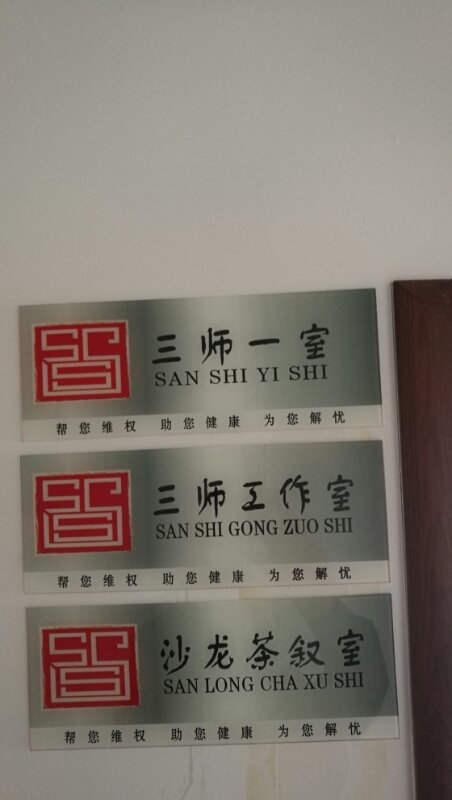 三师一室
SAN SHI YI SHI
帮您维权 助您健康 为您解忧
三师工作室
SAN SHI GONG ZUO SHI
帮您维权 助您健康 为您解忧
沙龙茶叙室
SAN LONG CHA XU SHI
帮您维权 助您健康 为您解忧